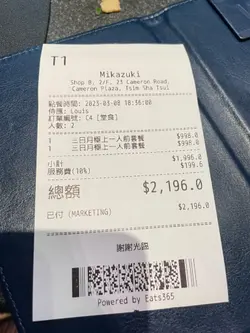 T1
Mikazuki
Shop B, 2/F, 23 Cameron Road,
Cameron Plaza, Tsim Sha Tsui
點餐時間: 2023-03-08 18:36:00
侍應: Louis
訂單編號: C4 [堂食]
人數: 2
1 三日月極上一人前套餐 $998.0
1 三日月極上一人前套餐 $998.0
小計 $1,996.0
服務費(10%) $199.6
總額 $2,196.0
已付 (MARKETING) $2,196.0
謝謝光臨
Powered by Eats365